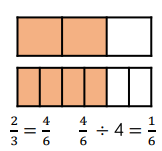 2/3 = 4/6    4/6 ÷ 4 = 1/6